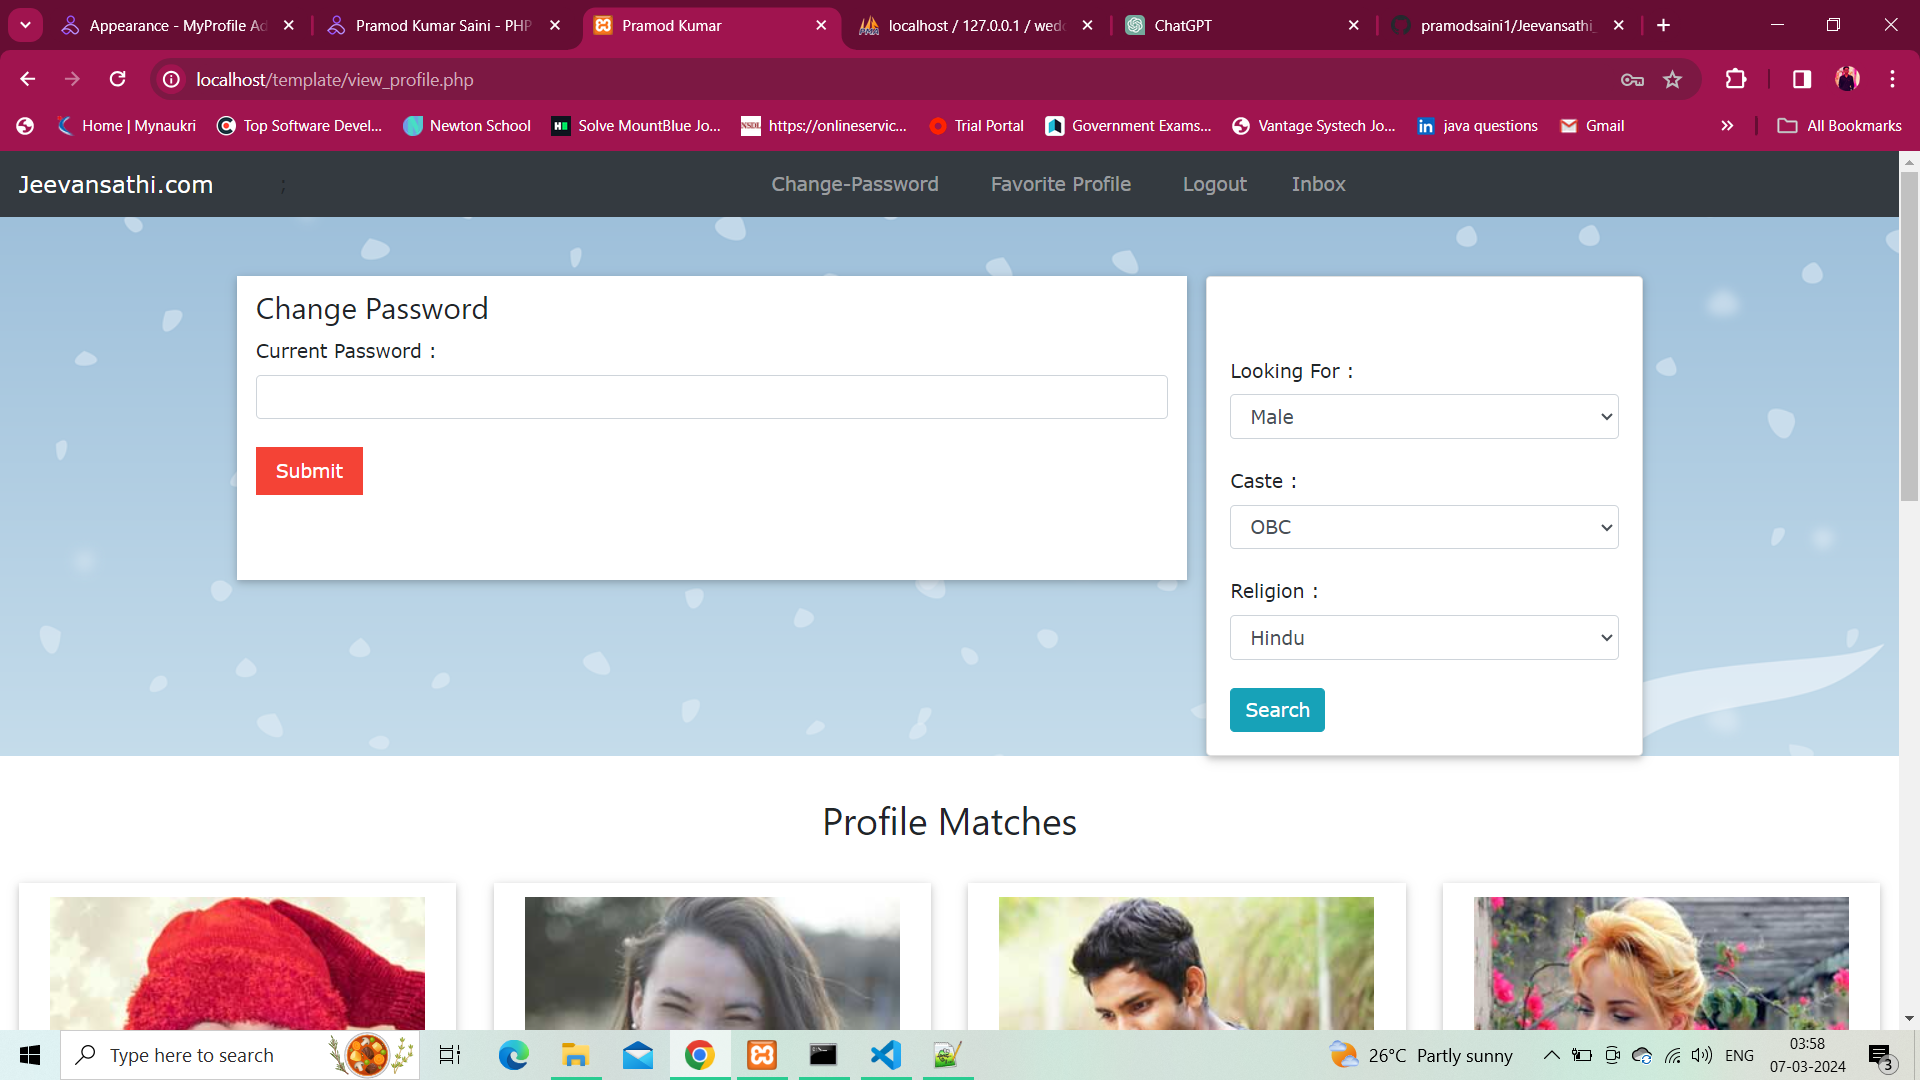 Appearance - MyProfile Ad
Pramod Kumar Saini - PHP
Pramod Kumar
localhost / 127.0.0.1 / wedd
ChatGPT
pramodsaini1/Jeevansathi_
localhost/template/view_profile.php
Home | Mynaukri
Top Software Devel...
Newton School
Solve MountBlue Jo...
NSDL
https://onlineservic...
Trial Portal
Government Exams...
Vantage Systech Jo...
java questions
Gmail
All Bookmarks
Jeevansathi.com
;
Change-Password
Favorite Profile
Logout
Inbox
Change Password
Current Password :
Submit
Looking For :
Male
Caste :
OBC
Religion :
Hindu
Search
Profile Matches
Type here to search
26°C Partly sunny
ENG
03:58
07-03-2024
3